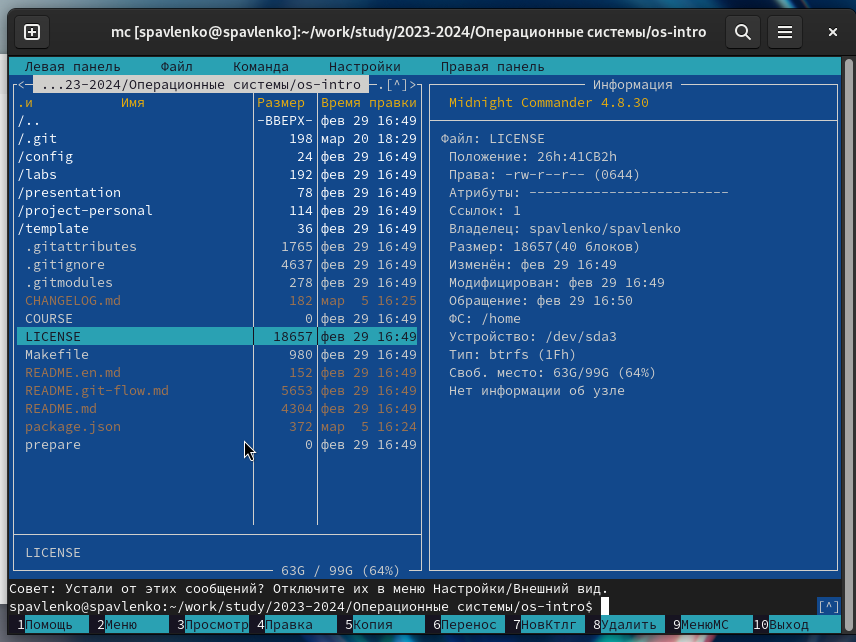 mc [spavlenko@spavlenko]:~/work/study/2023-2024/Операционные системы/os-intro
Левая панель Файл Команда Настройки Правая панель
<─ ...23-2024/Операционные системы/os-intro ─.[^]>
.и Имя Размер Время правки
/.. -ВВЕРХ- фев 29 16:49
/.git 198 мар 20 18:29
/config 24 фев 29 16:49
/labs 192 фев 29 16:49
/presentation 78 фев 29 16:49
/project-personal 114 фев 29 16:49
/template 36 фев 29 16:49
.gitattributes 1765 фев 29 16:49
.gitignore 4637 фев 29 16:49
.gitmodules 278 фев 29 16:49
CHANGELOG.md 182 мар 5 16:25
COURSE 0 фев 29 16:49
LICENSE 18657 фев 29 16:49
Makefile 980 фев 29 16:49
README.en.md 152 фев 29 16:49
README.git-flow.md 5653 фев 29 16:49
README.md 4304 фев 29 16:49
package.json 372 мар 5 16:24
prepare 0 фев 29 16:49
LICENSE
63G / 99G (64%)
Информация
Midnight Commander 4.8.30
Файл: LICENSE
Положение: 26h:41CB2h
Права: -rw-r--r-- (0644)
Атрибуты: -------------------------
Ссылок: 1
Владелец: spavlenko/spavlenko
Размер: 18657(40 блоков)
Изменён: фев 29 16:49
Модифицирован: фев 29 16:49
Обращение: фев 29 16:50
ФС: /home
Устройство: /dev/sda3
Тип: btrfs (1Fh)
Своб. место: 63G/99G (64%)
Нет информации об узле
Совет: Устали от этих сообщений? Отключите их в меню Настройки/Внешний вид.
spavlenko@spavlenko:~/work/study/2023-2024/Операционные системы/os-intro$ [^]
1Помощь 2Меню 3Просмотр 4Правка 5Копия 6Перенос 7НовКтлг 8Удалить 9МенюМС 10Выход